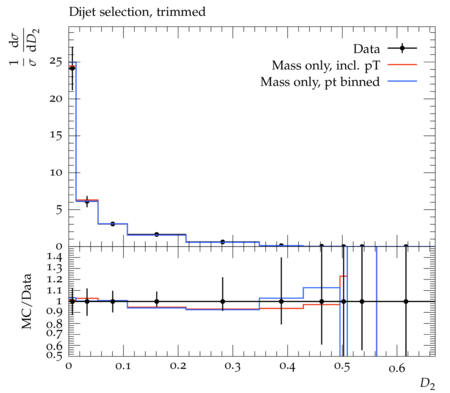 Dijet selection, trimmed
1/σ dσ/dD₂
Data
Mass only, incl. pT
Mass only, pt binned
25
20
15
10
5
0
MC/Data
1.4
1.3
1.2
1.1
1
0.9
0.8
0.7
0.6
0.5
0 0.1 0.2 0.3 0.4 0.5 0.6
D₂